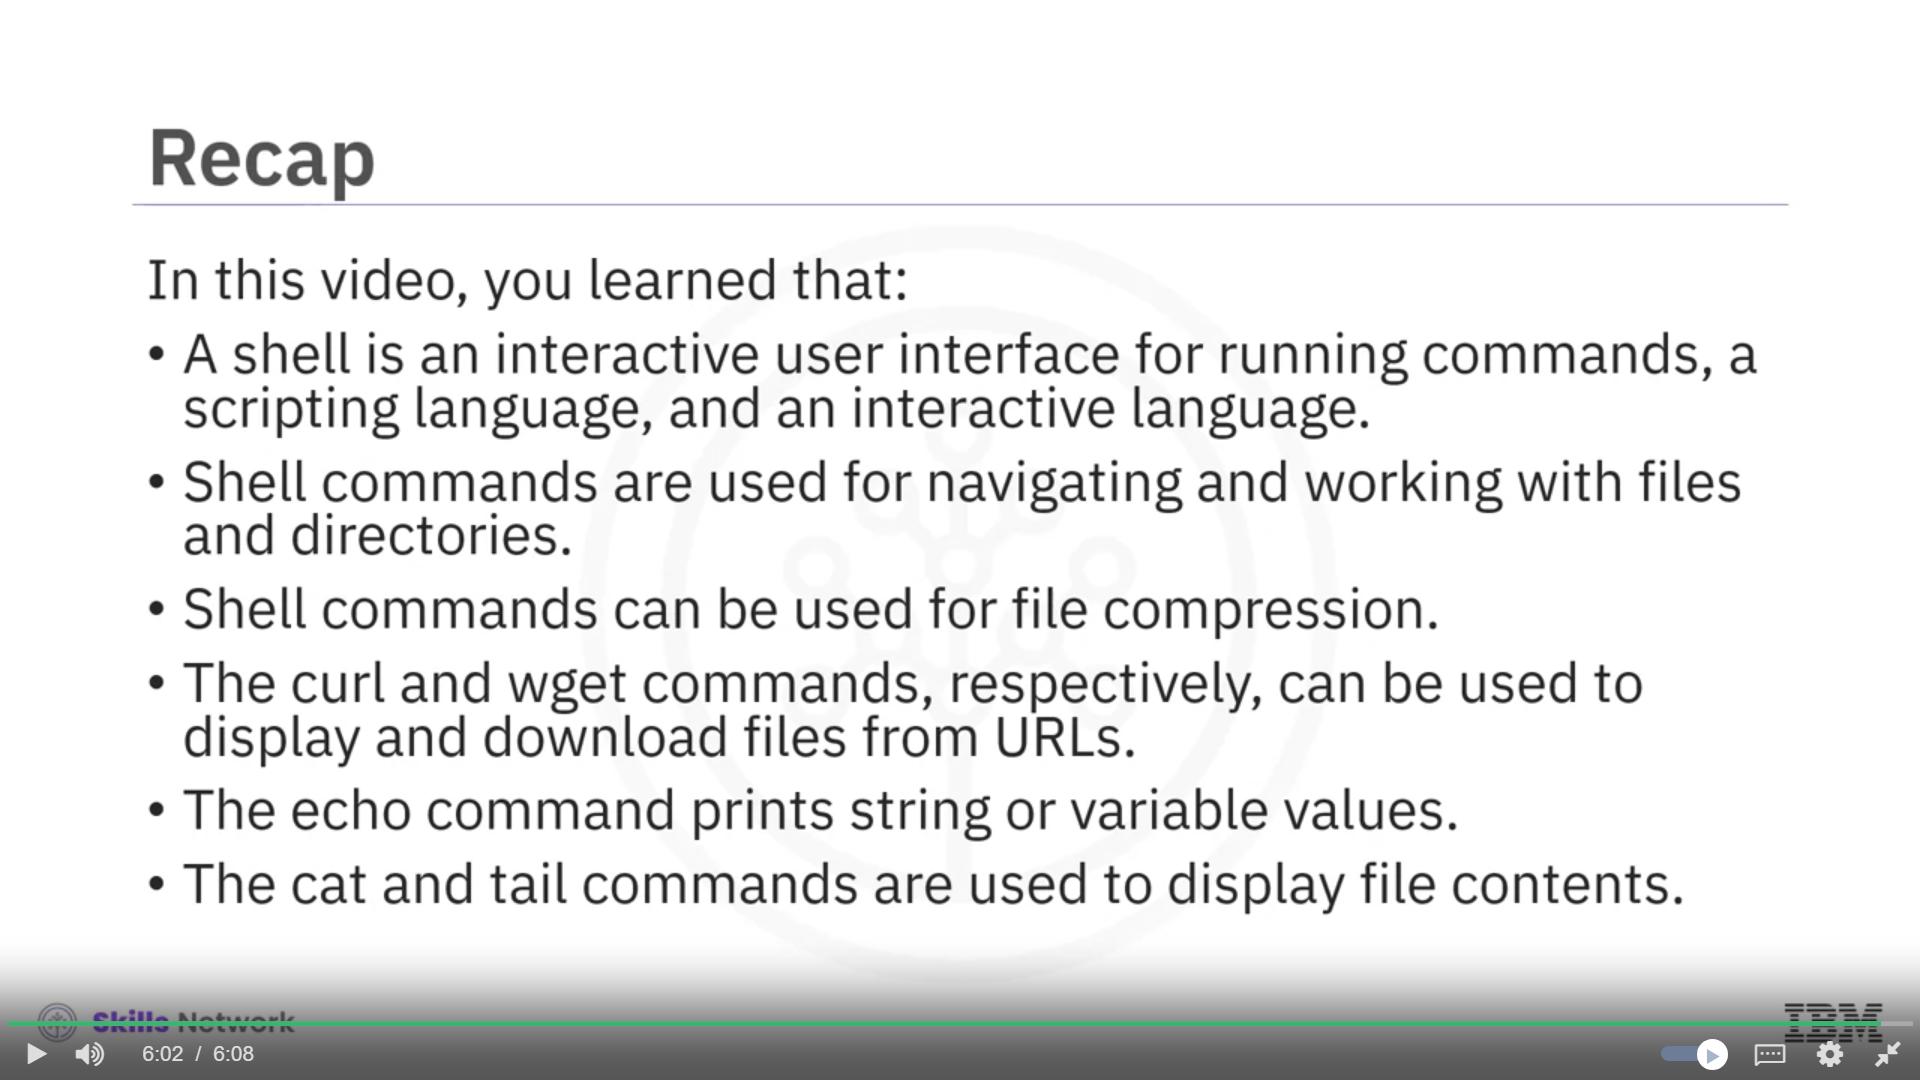 Recap
In this video, you learned that:
• A shell is an interactive user interface for running commands, a
scripting language, and an interactive language.
• Shell commands are used for navigating and working with files
and directories.
• Shell commands can be used for file compression.
• The curl and wget commands, respectively, can be used to
display and download files from URLs.
• The echo command prints string or variable values.
• The cat and tail commands are used to display file contents.
Skills Network
IBM
6:02 / 6:08